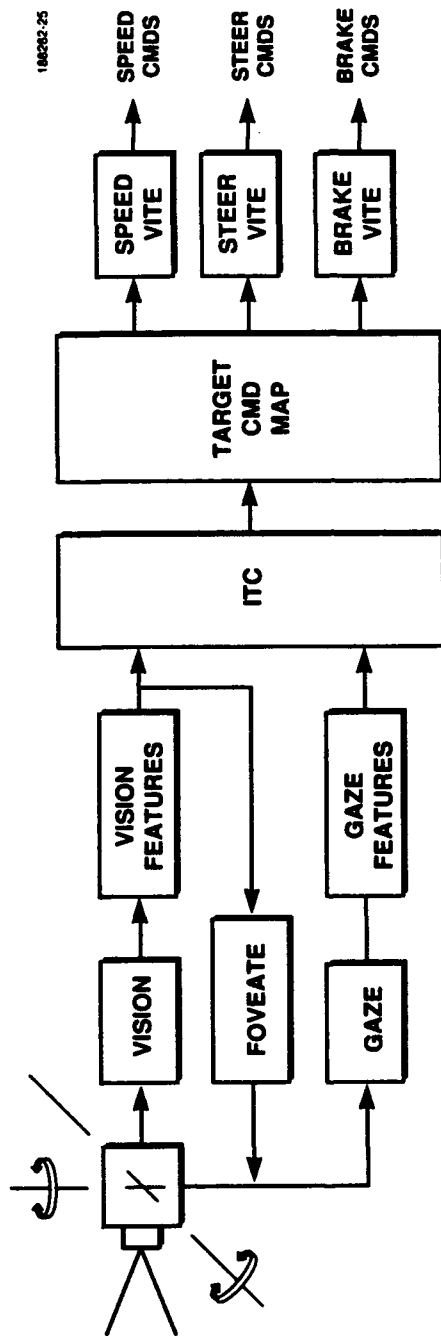 188262-25
VISION
VISION
FEATURES
FOVEATE
GAZE
GAZE
FEATURES
ITC
TARGET
CMD
MAP
SPEED
VITE
SPEED
CMDS
STEER
VITE
STEER
CMDS
BRAKE
VITE
BRAKE
CMDS